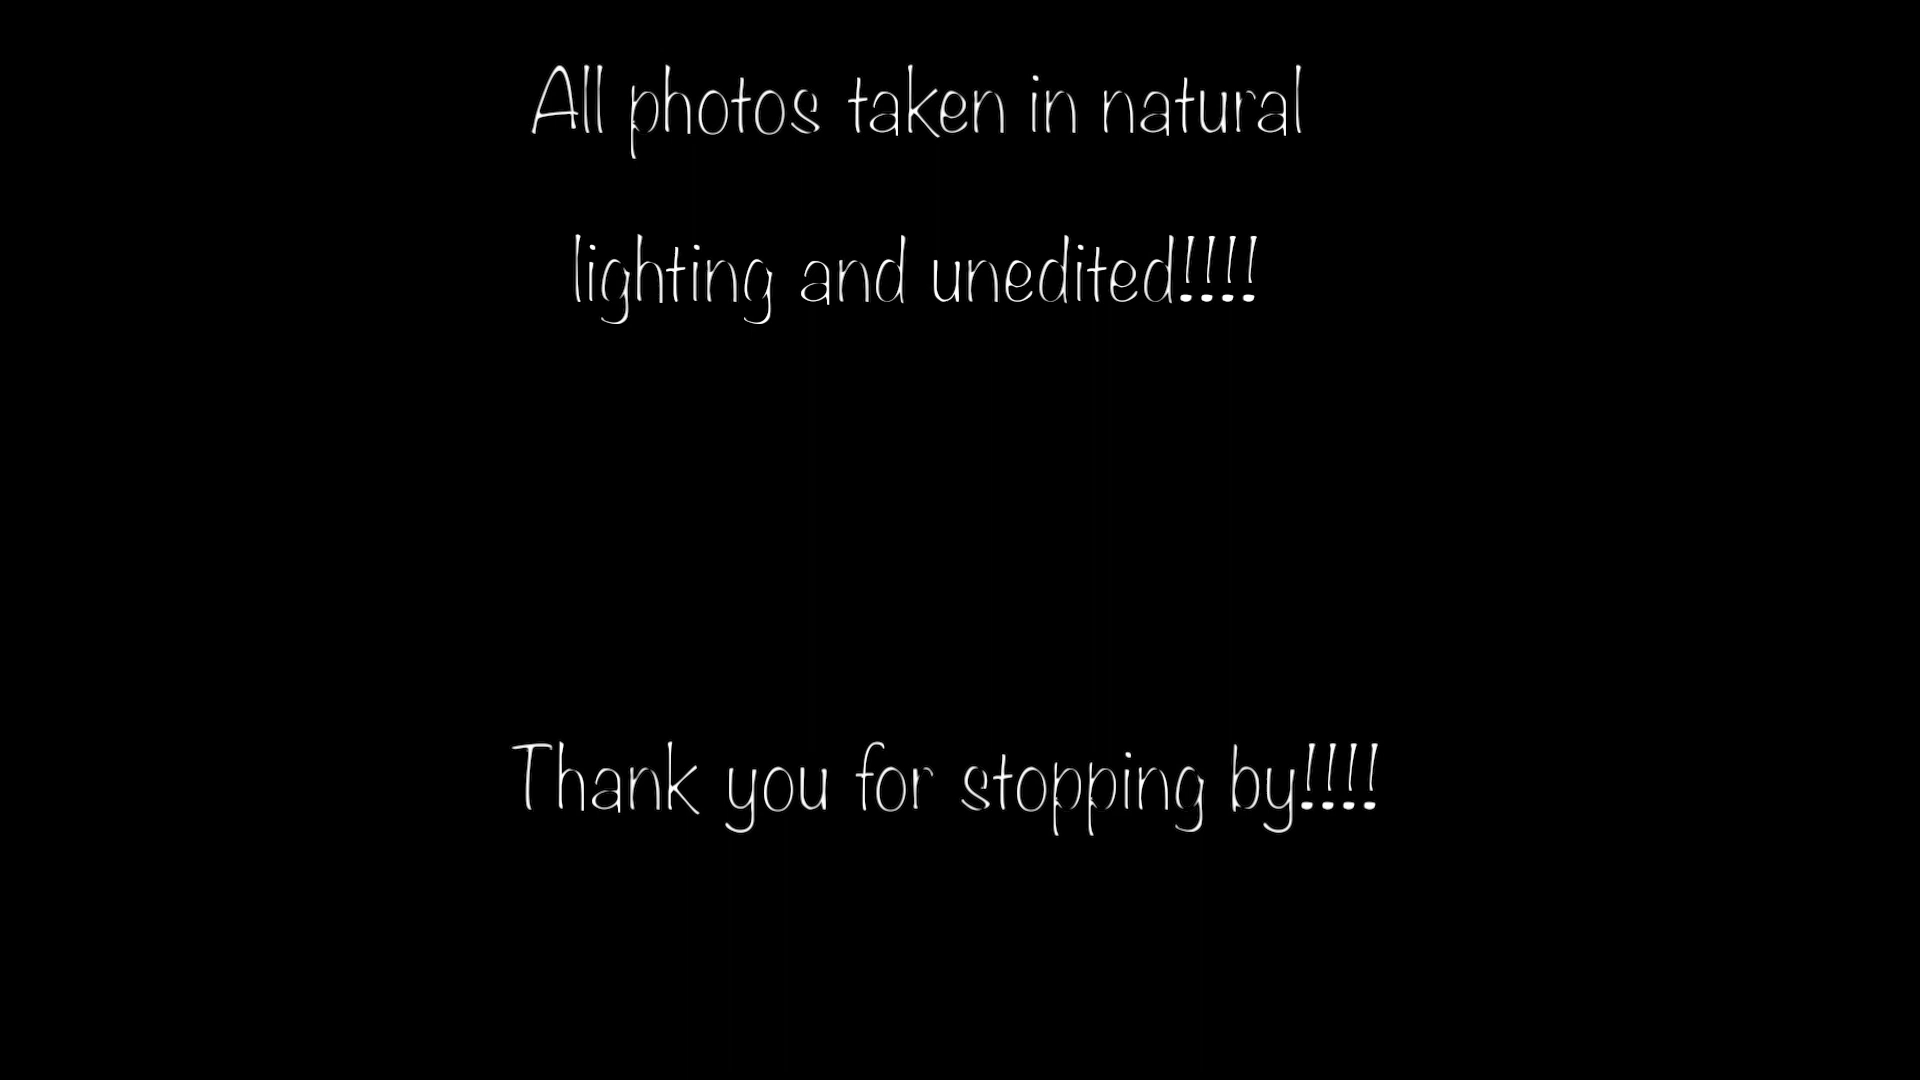 All photos taken in natural
lighting and unedited!!!!
Thank you for stopping by!!!!